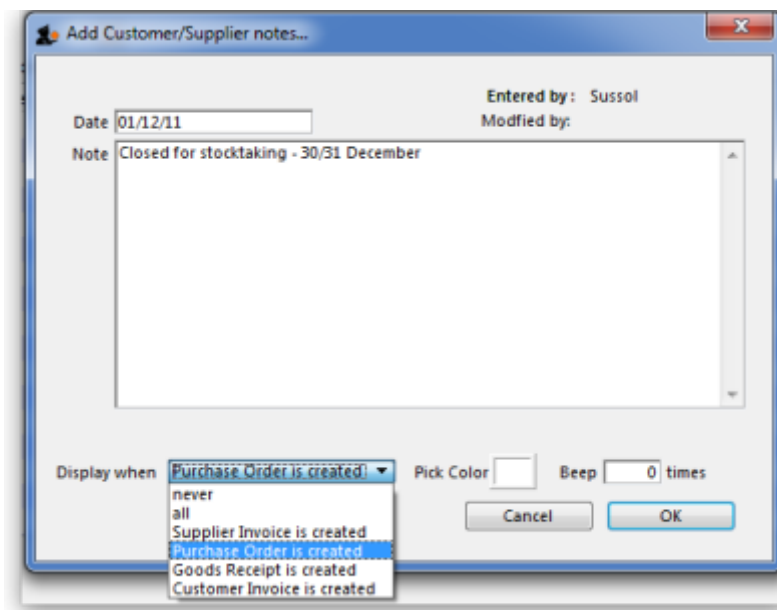 Add Customer/Supplier notes...
Entered by: Sussol
Date 01/12/11
Modfied by:
Note Closed for stocktaking - 30/31 December
Display when Purchase Order is created Pick Color Beep 0 times
never
all
Supplier Invoice is created
Purchase Order is created
Goods Receipt is created
Customer Invoice is created
Cancel OK